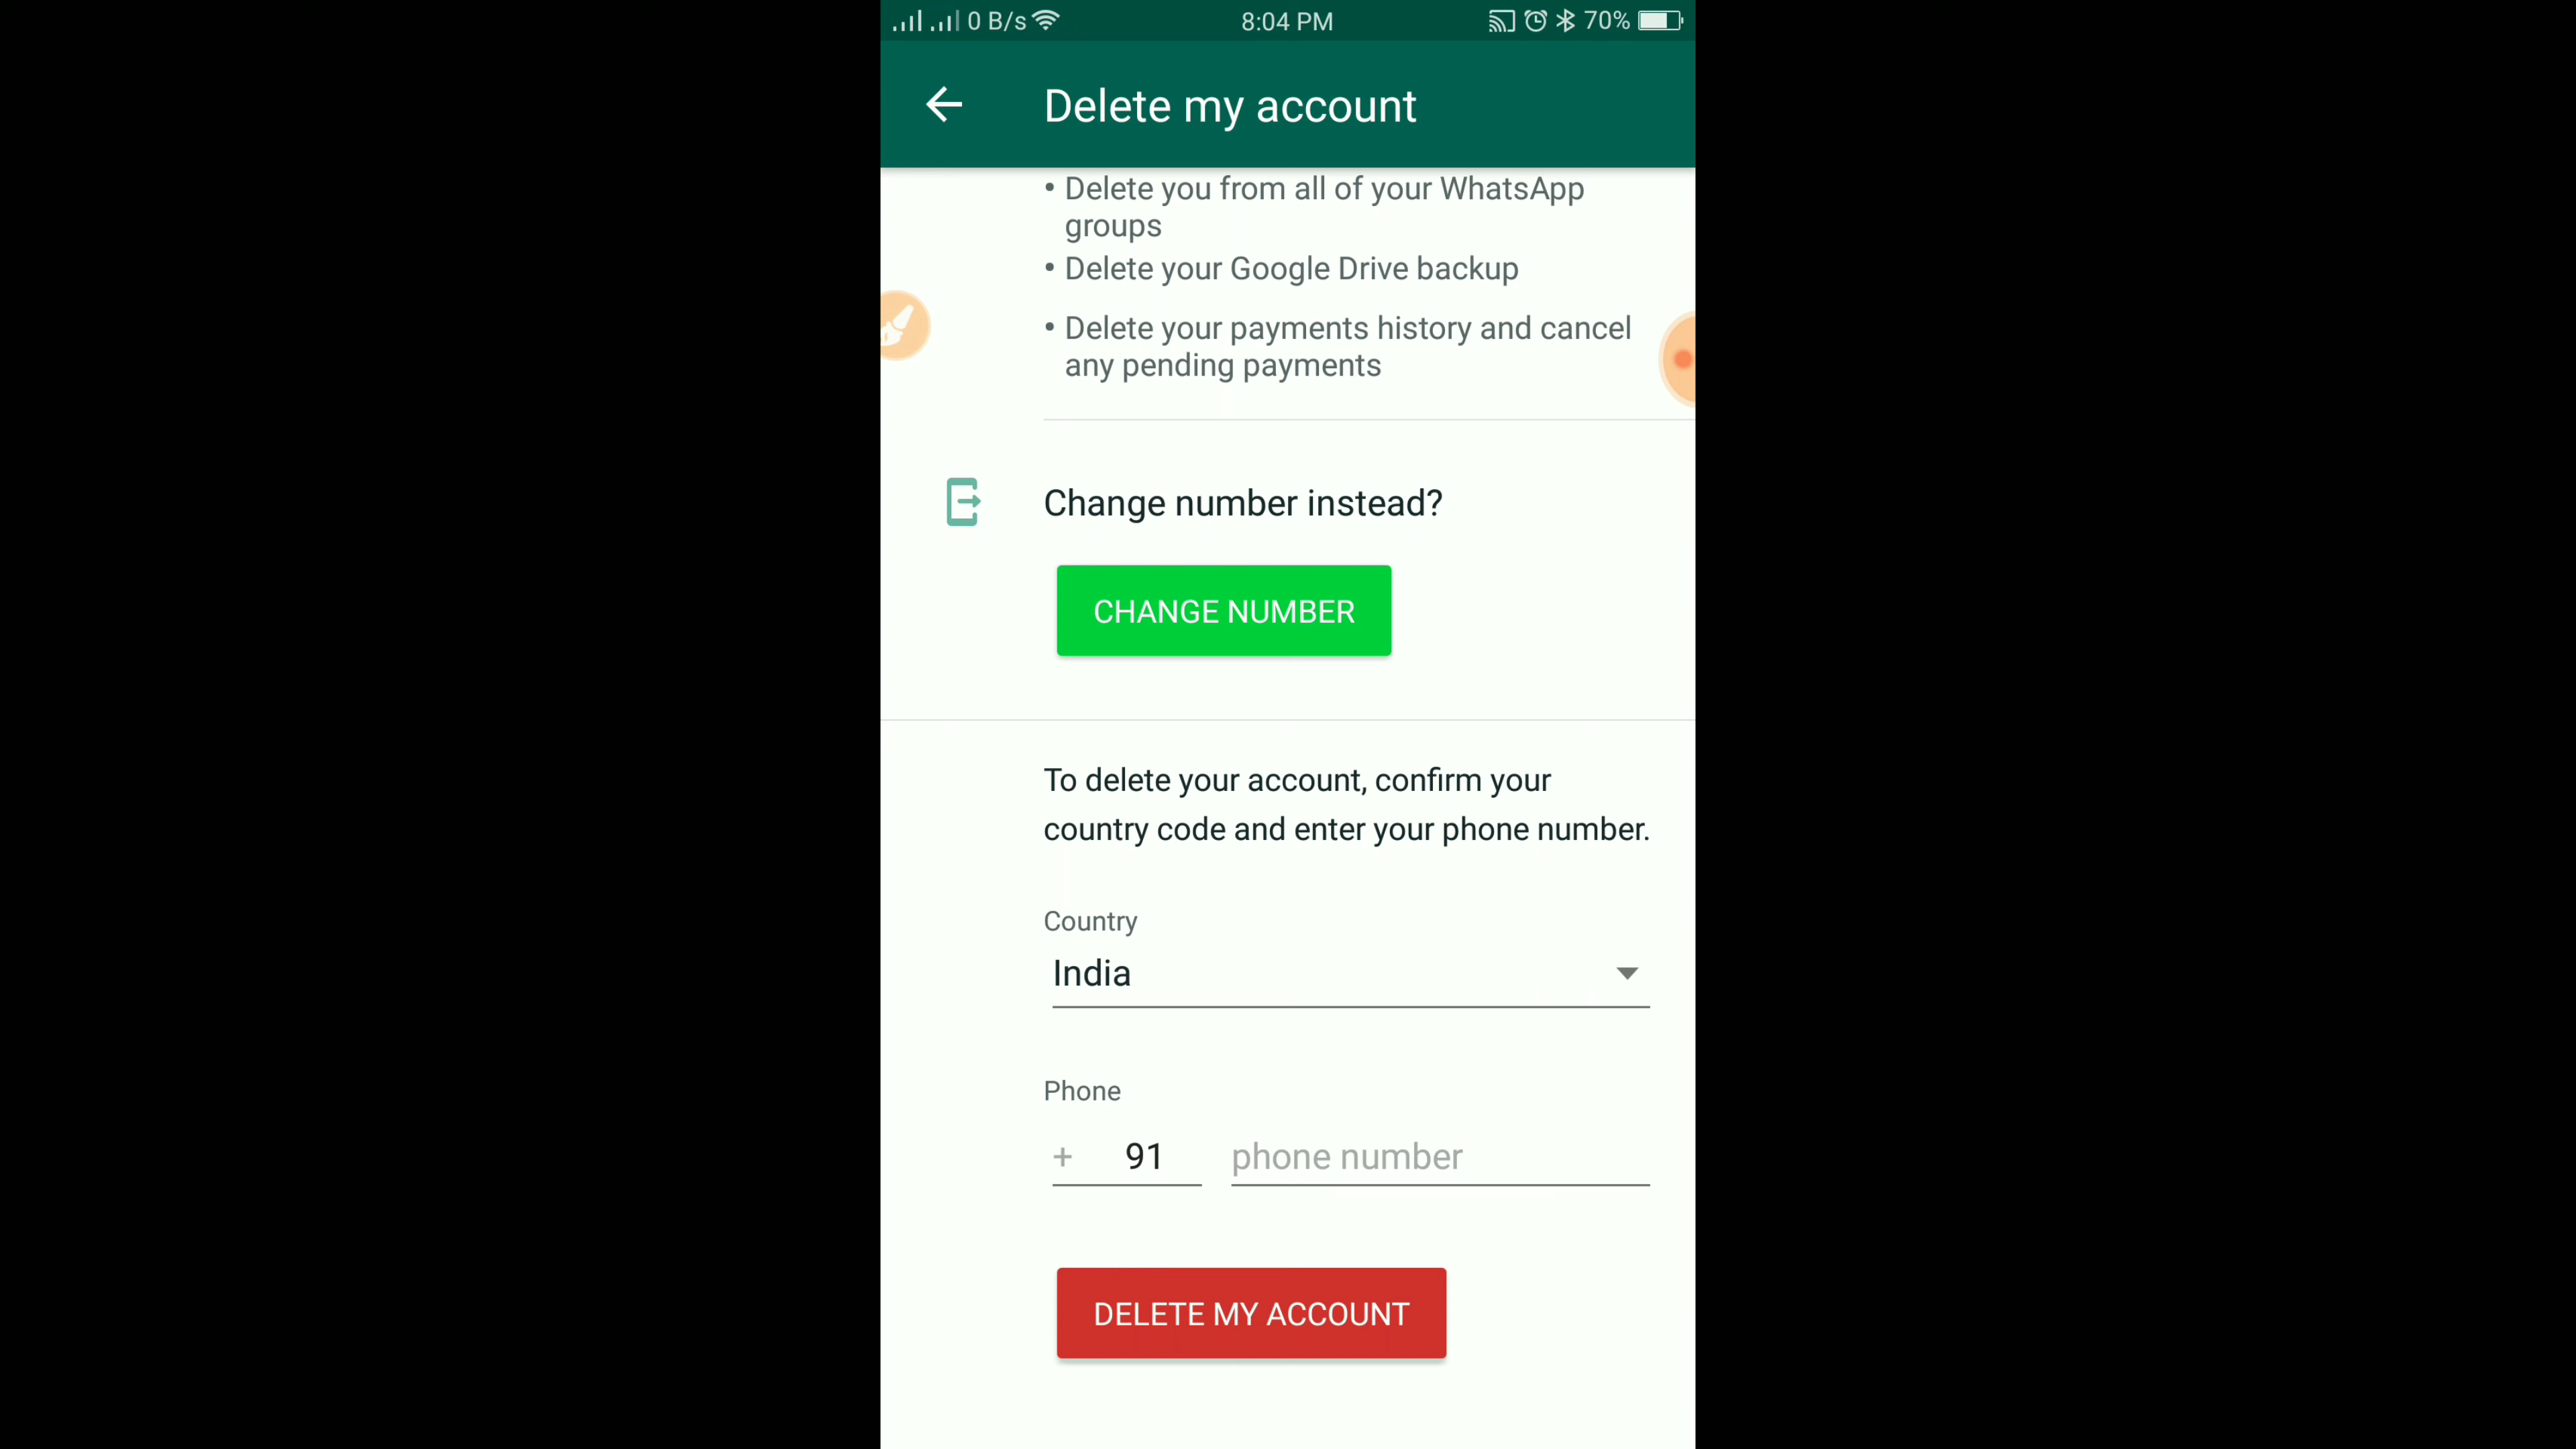 0 B/s 8:04 PM 70%
Delete my account
• Delete you from all of your WhatsApp
groups
• Delete your Google Drive backup
• Delete your payments history and cancel
any pending payments
Change number instead?
CHANGE NUMBER
To delete your account, confirm your
country code and enter your phone number.
Country
India
Phone
+ 91 phone number
DELETE MY ACCOUNT